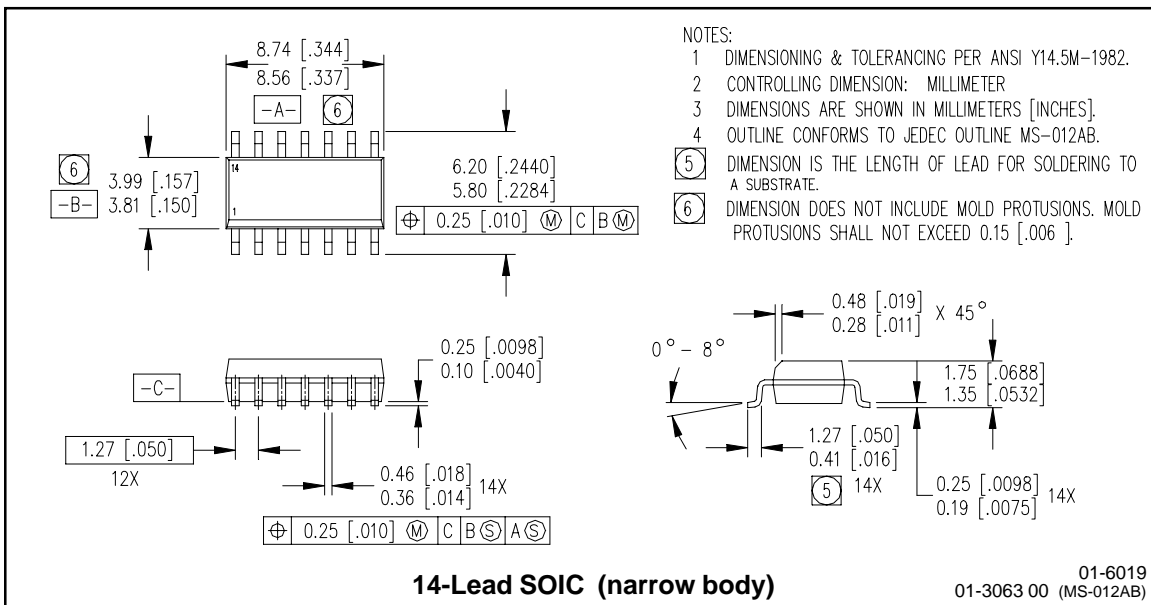 8.74 [.344]
8.56 [.337]
-A- 6
14
1
6
3.99 [.157]
-B- 3.81 [.150]
6.20 [.2440]
5.80 [.2284]
⌖ 0.25 [.010] Ⓜ C B Ⓜ
NOTES:
1 DIMENSIONING & TOLERANCING PER ANSI Y14.5M-1982.
2 CONTROLLING DIMENSION: MILLIMETER
3 DIMENSIONS ARE SHOWN IN MILLIMETERS [INCHES].
4 OUTLINE CONFORMS TO JEDEC OUTLINE MS-012AB.
5 DIMENSION IS THE LENGTH OF LEAD FOR SOLDERING TO
A SUBSTRATE.
6 DIMENSION DOES NOT INCLUDE MOLD PROTUSIONS. MOLD
PROTUSIONS SHALL NOT EXCEED 0.15 [.006 ].
-C-
0.25 [.0098]
0.10 [.0040]
1.27 [.050]
12X
0.46 [.018]
0.36 [.014] 14X
⌖ 0.25 [.010] Ⓜ C B Ⓢ A Ⓢ
0.48 [.019]
0.28 [.011] X 45°
0°-8°
1.75 [.0688]
1.35 [.0532]
1.27 [.050]
0.41 [.016]
5 14X
0.25 [.0098]
0.19 [.0075] 14X
14-Lead SOIC (narrow body)
01-6019
01-3063 00 (MS-012AB)